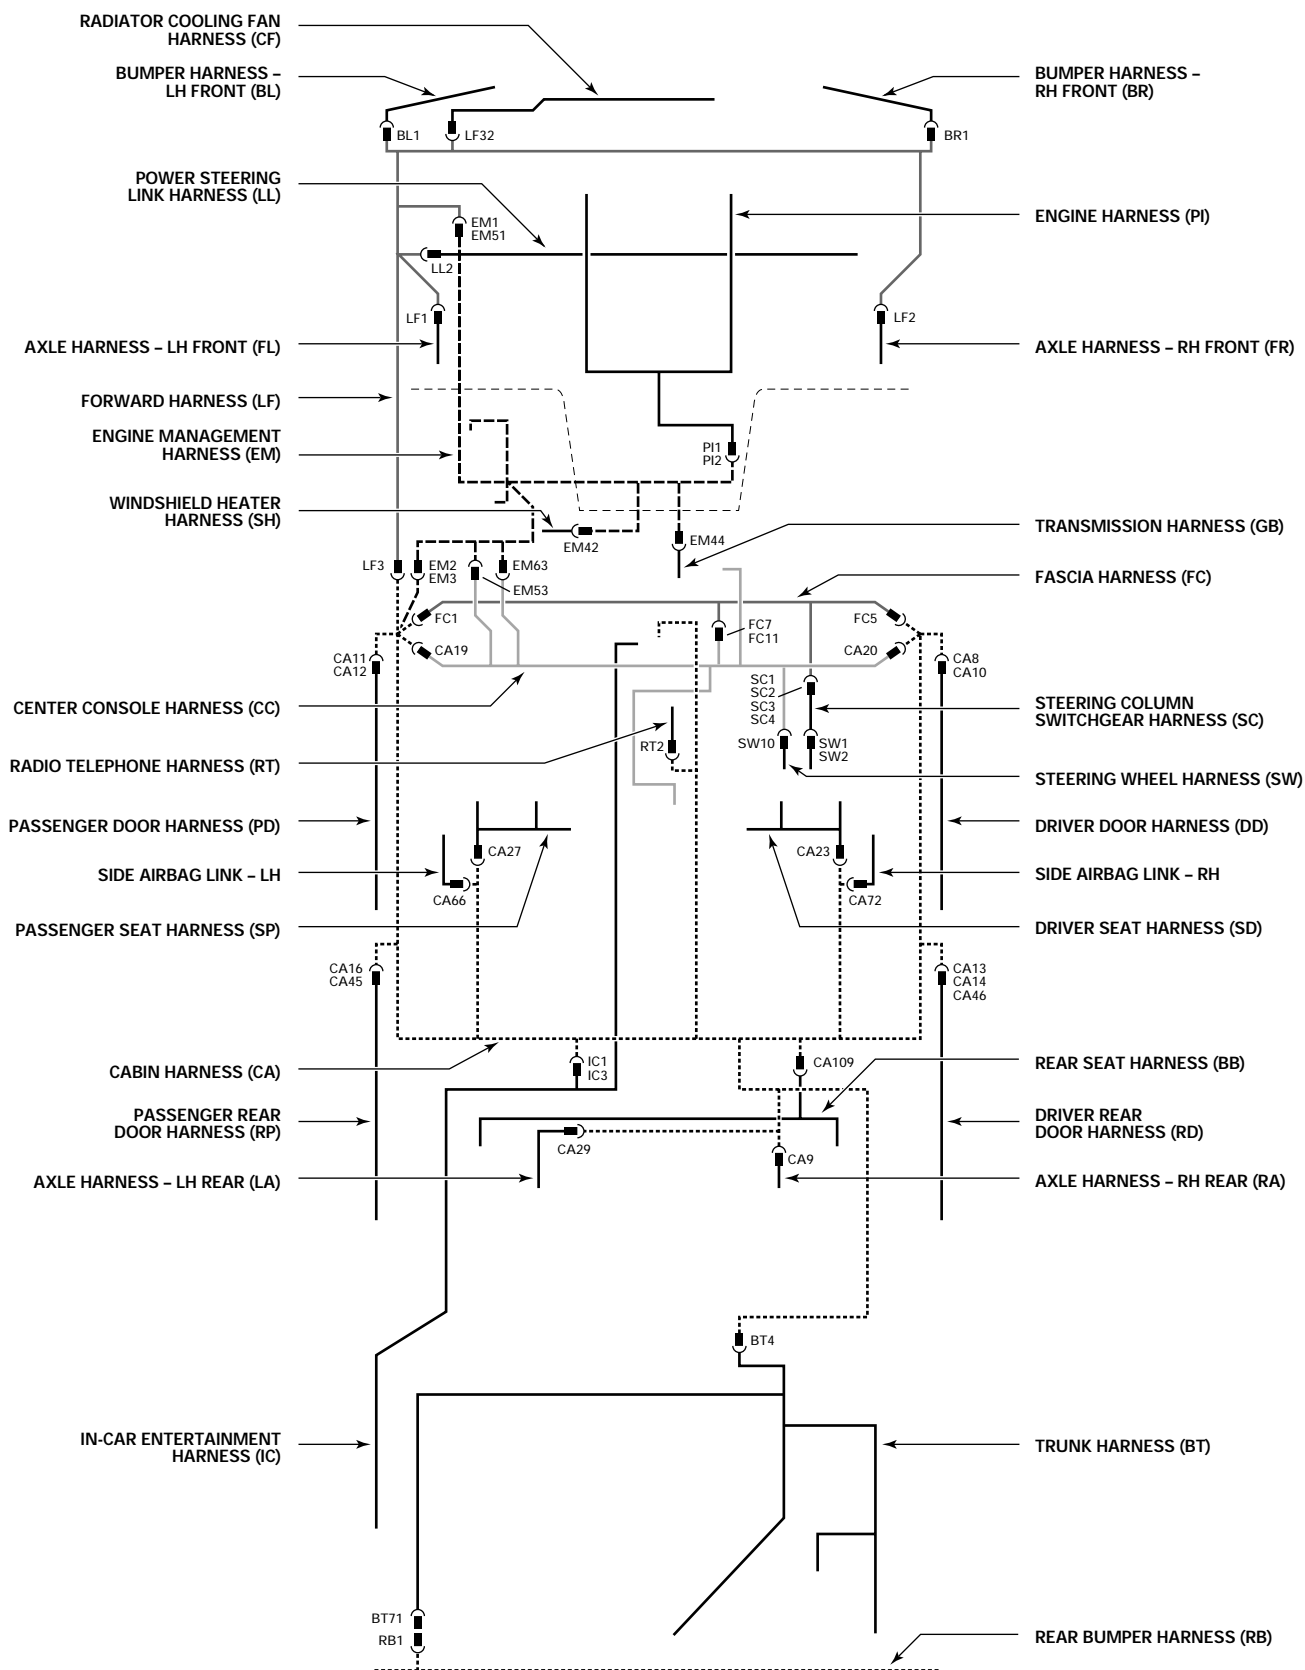 RADIATOR COOLING FAN
HARNESS (CF)
BUMPER HARNESS –
LH FRONT (BL)
BUMPER HARNESS –
RH FRONT (BR)
BL1
LF32
BR1
POWER STEERING
LINK HARNESS (LL)
ENGINE HARNESS (PI)
EM1
EM51
LL2
LF1
LF2
AXLE HARNESS – LH FRONT (FL)
AXLE HARNESS – RH FRONT (FR)
FORWARD HARNESS (LF)
ENGINE MANAGEMENT
HARNESS (EM)
PI1
PI2
WINDSHIELD HEATER
HARNESS (SH)
TRANSMISSION HARNESS (GB)
EM42
EM44
LF3
EM2
EM3
EM63
EM53
FASCIA HARNESS (FC)
FC1
FC7
FC11
FC5
CA19
CA20
CA11
CA12
CA8
CA10
SC1
SC2
SC3
SC4
CENTER CONSOLE HARNESS (CC)
STEERING COLUMN
SWITCHGEAR HARNESS (SC)
RT2
SW10
SW1
SW2
RADIO TELEPHONE HARNESS (RT)
STEERING WHEEL HARNESS (SW)
PASSENGER DOOR HARNESS (PD)
DRIVER DOOR HARNESS (DD)
CA27
CA23
SIDE AIRBAG LINK – LH
SIDE AIRBAG LINK – RH
CA66
CA72
PASSENGER SEAT HARNESS (SP)
DRIVER SEAT HARNESS (SD)
CA16
CA45
CA13
CA14
CA46
IC1
IC3
CA109
CABIN HARNESS (CA)
REAR SEAT HARNESS (BB)
PASSENGER REAR
DOOR HARNESS (RP)
DRIVER REAR
DOOR HARNESS (RD)
CA29
CA9
AXLE HARNESS – LH REAR (LA)
AXLE HARNESS – RH REAR (RA)
BT4
IN-CAR ENTERTAINMENT
HARNESS (IC)
TRUNK HARNESS (BT)
BT71
RB1
REAR BUMPER HARNESS (RB)